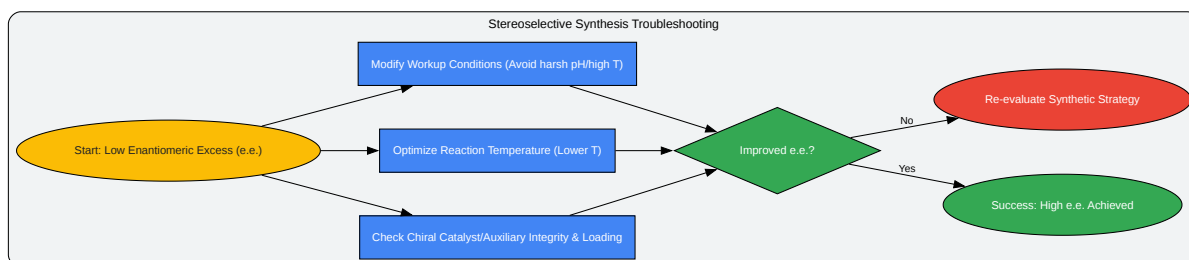 Stereoselective Synthesis Troubleshooting
Modify Workup Conditions (Avoid harsh pH/high T)
Re-evaluate Synthetic Strategy
No
Start: Low Enantiomeric Excess (e.e.)
Optimize Reaction Temperature (Lower T)
Improved e.e.?
Yes
Success: High e.e. Achieved
Check Chiral Catalyst/Auxiliary Integrity & Loading